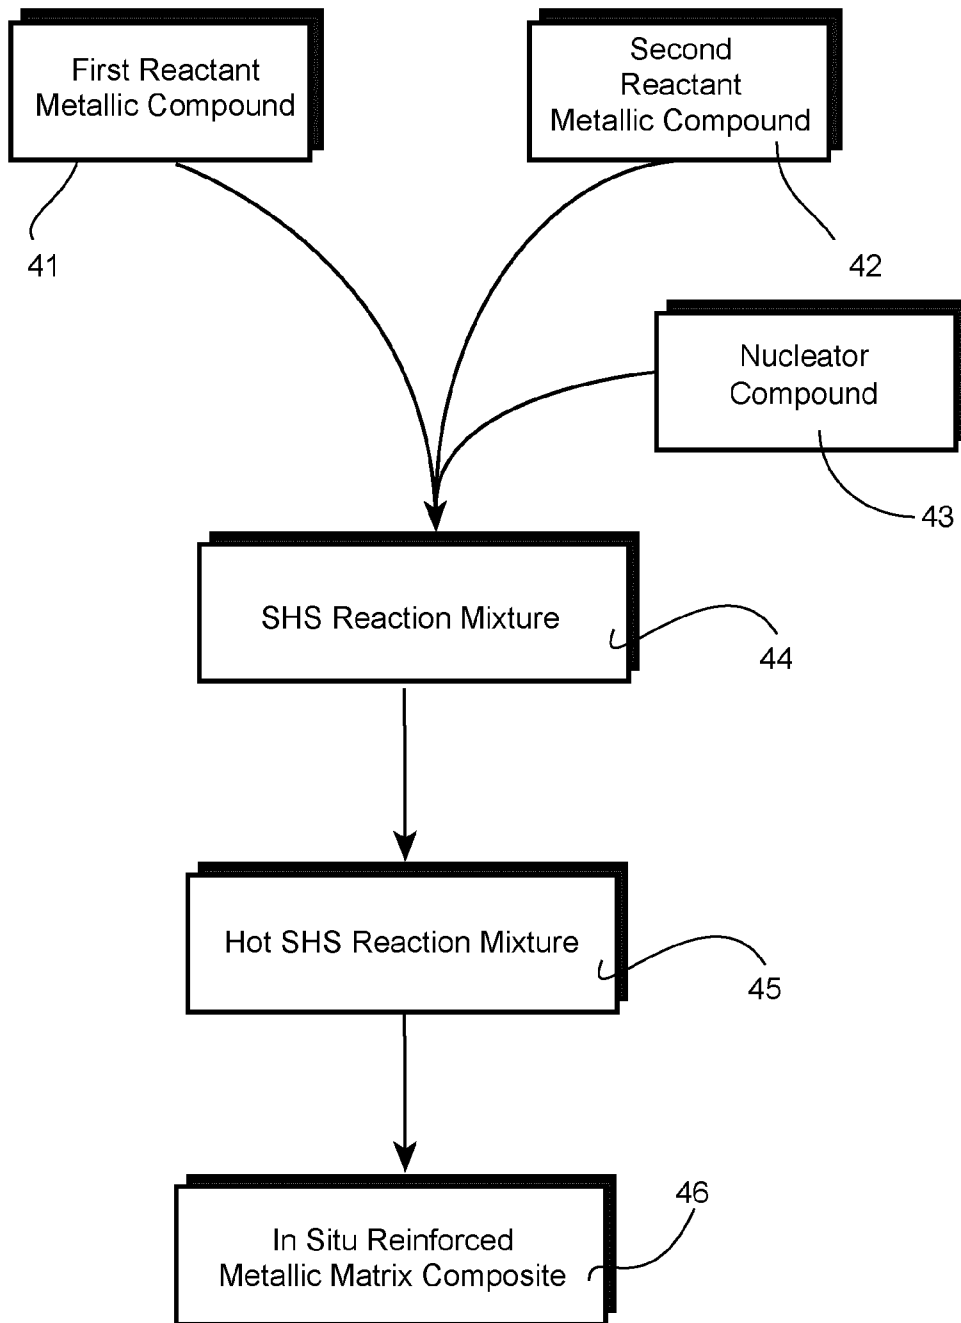 First Reactant
Metallic Compound
Second
Reactant
Metallic Compound
41
42
Nucleator
Compound
43
SHS Reaction Mixture
44
Hot SHS Reaction Mixture
45
46
In Situ Reinforced
Metallic Matrix Composite